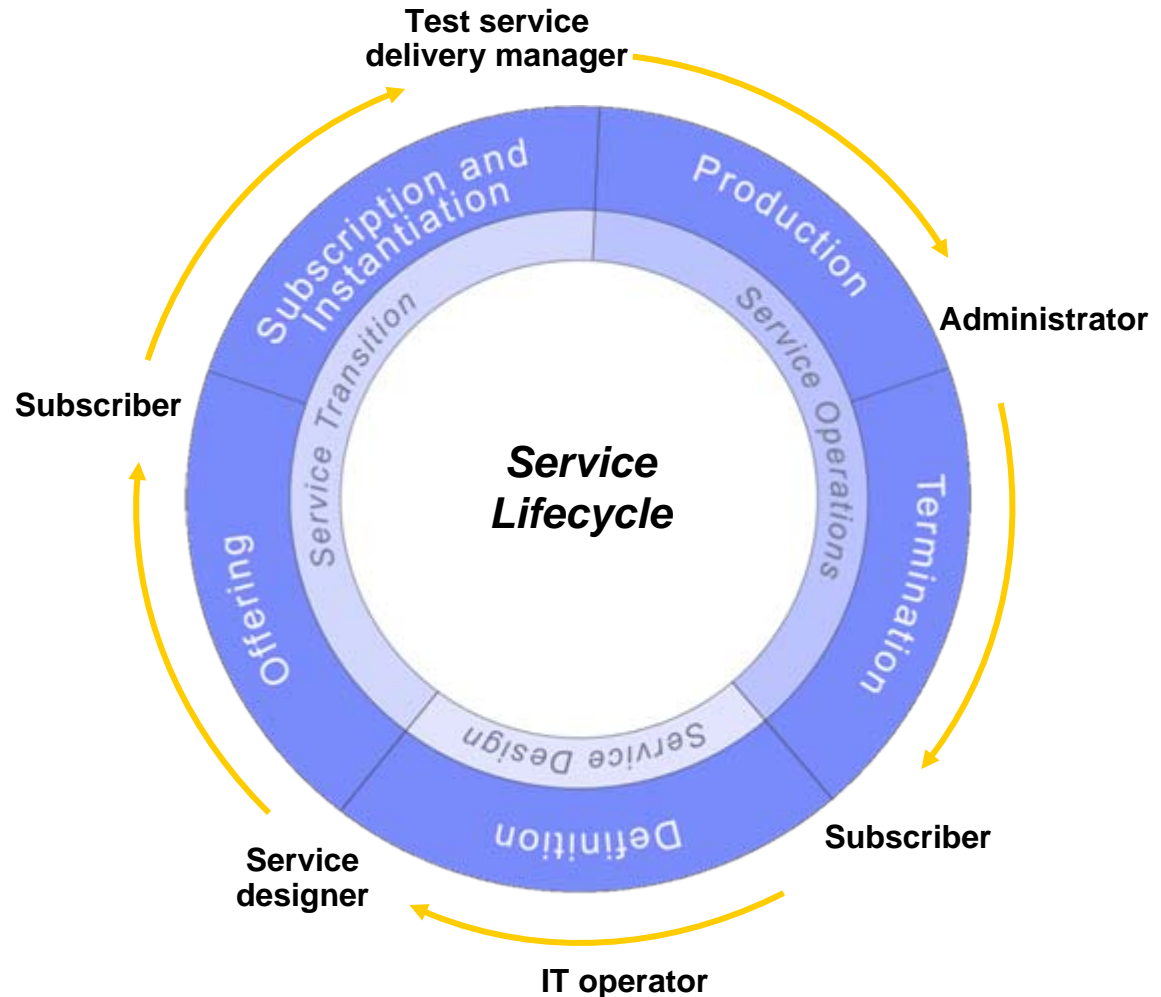 Test service
delivery manager
Subscription and
Instantiation
Production
Service Transition
Service Operations
Administrator
Subscriber
Service
Lifecycle
Termination
Offering
Service Design
Definition
Subscriber
Service
designer
IT operator